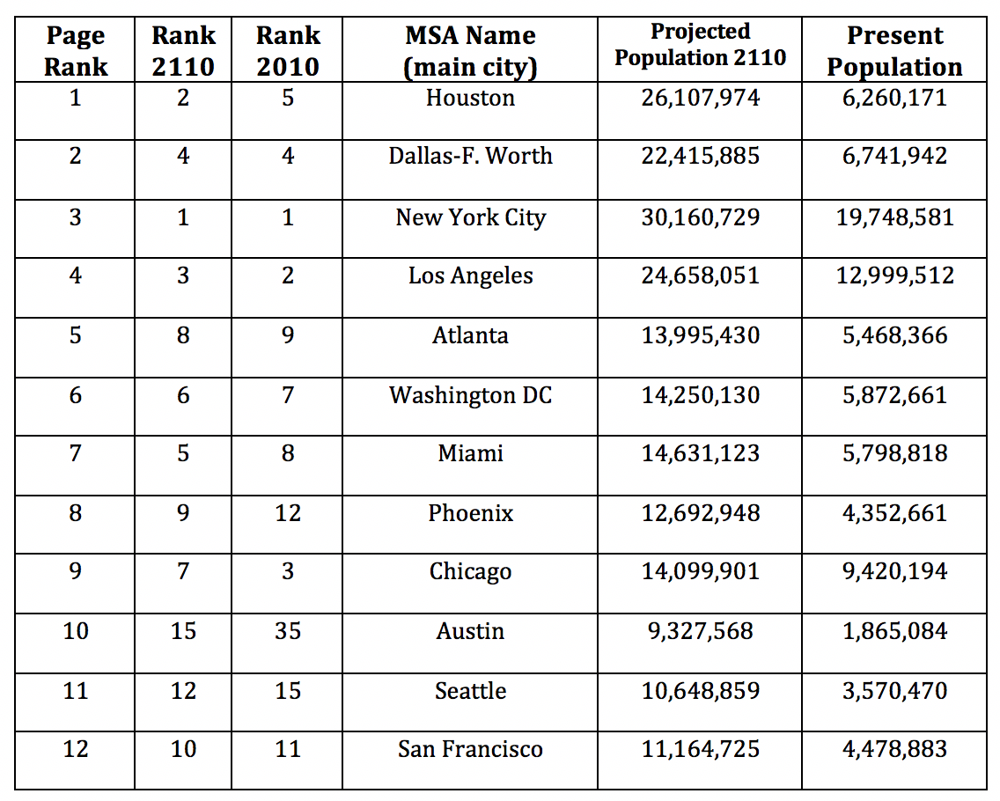 Page Rank Rank 2110 Rank 2010 MSA Name (main city) Projected Population 2110 Present Population
1 2 5 Houston 26,107,974 6,260,171
2 4 4 Dallas-F. Worth 22,415,885 6,741,942
3 1 1 New York City 30,160,729 19,748,581
4 3 2 Los Angeles 24,658,051 12,999,512
5 8 9 Atlanta 13,995,430 5,468,366
6 6 7 Washington DC 14,250,130 5,872,661
7 5 8 Miami 14,631,123 5,798,818
8 9 12 Phoenix 12,692,948 4,352,661
9 7 3 Chicago 14,099,901 9,420,194
10 15 35 Austin 9,327,568 1,865,084
11 12 15 Seattle 10,648,859 3,570,470
12 10 11 San Francisco 11,164,725 4,478,883